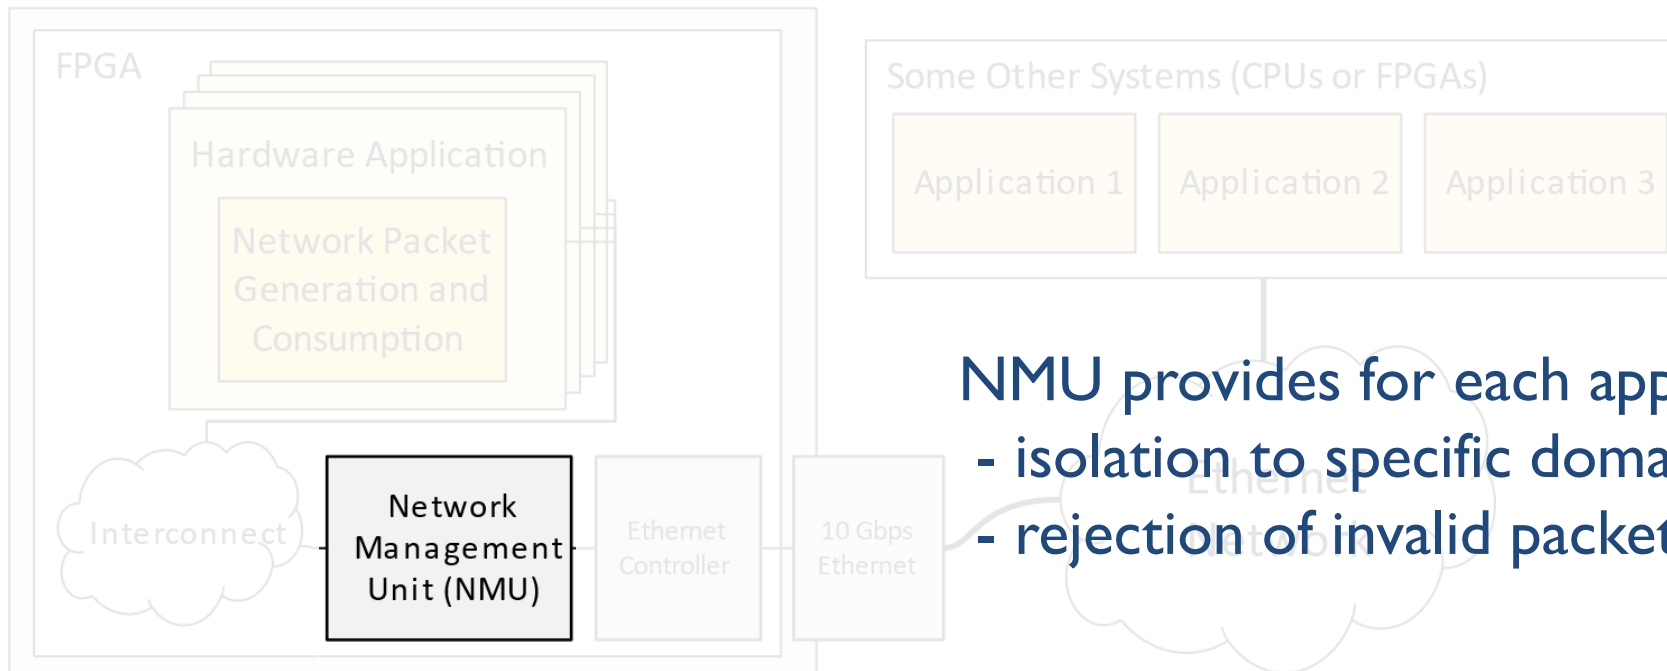 FPGA
Hardware Application
Network Packet
Generation and
Consumption
Interconnect
Network
Management
Unit (NMU)
Ethernet
Controller
10 Gbps
Ethernet
Some Other Systems (CPUs or FPGAs)
Application 1
Application 2
Application 3
Ethernet
Network
NMU provides for each app
- isolation to specific doma
- rejection of invalid packet